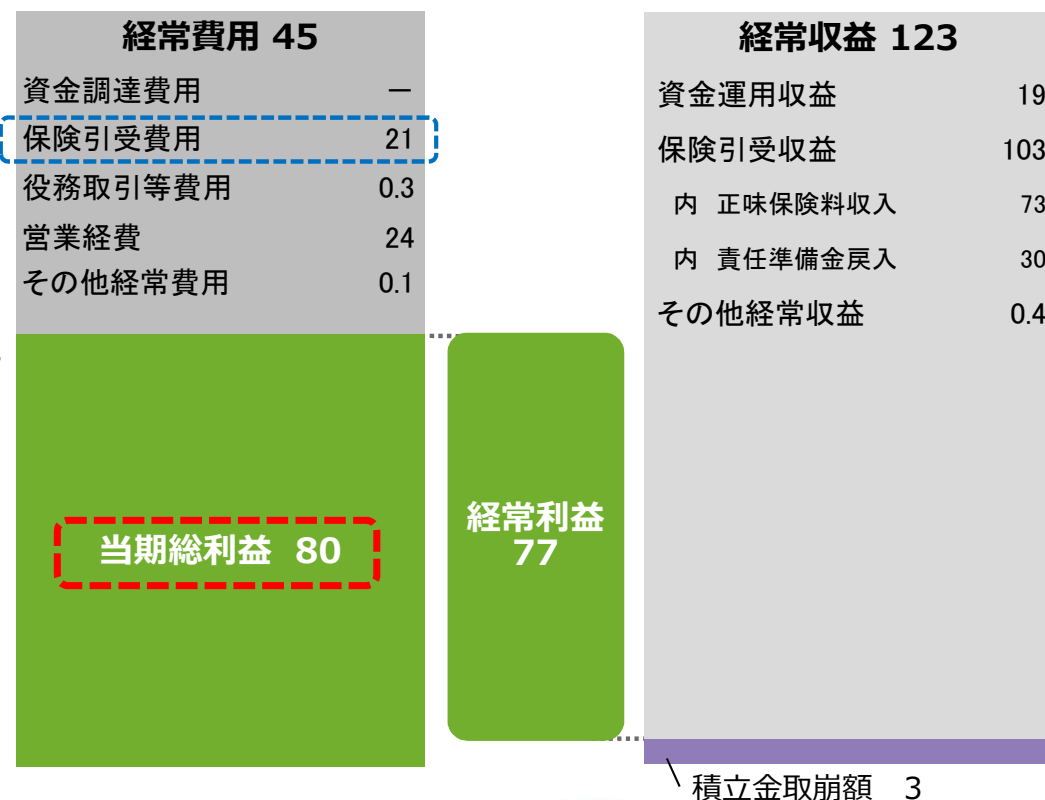 経常費用 45
資金調達費用 －
保険引受費用 21
役務取引等費用 0.3
営業経費 24
その他経常費用 0.1
当期総利益 80
経常利益
77
経常収益 123
資金運用収益 19
保険引受収益 103
内 正味保険料収入 73
内 責任準備金戻入 30
その他経常収益 0.4
積立金取崩額 3